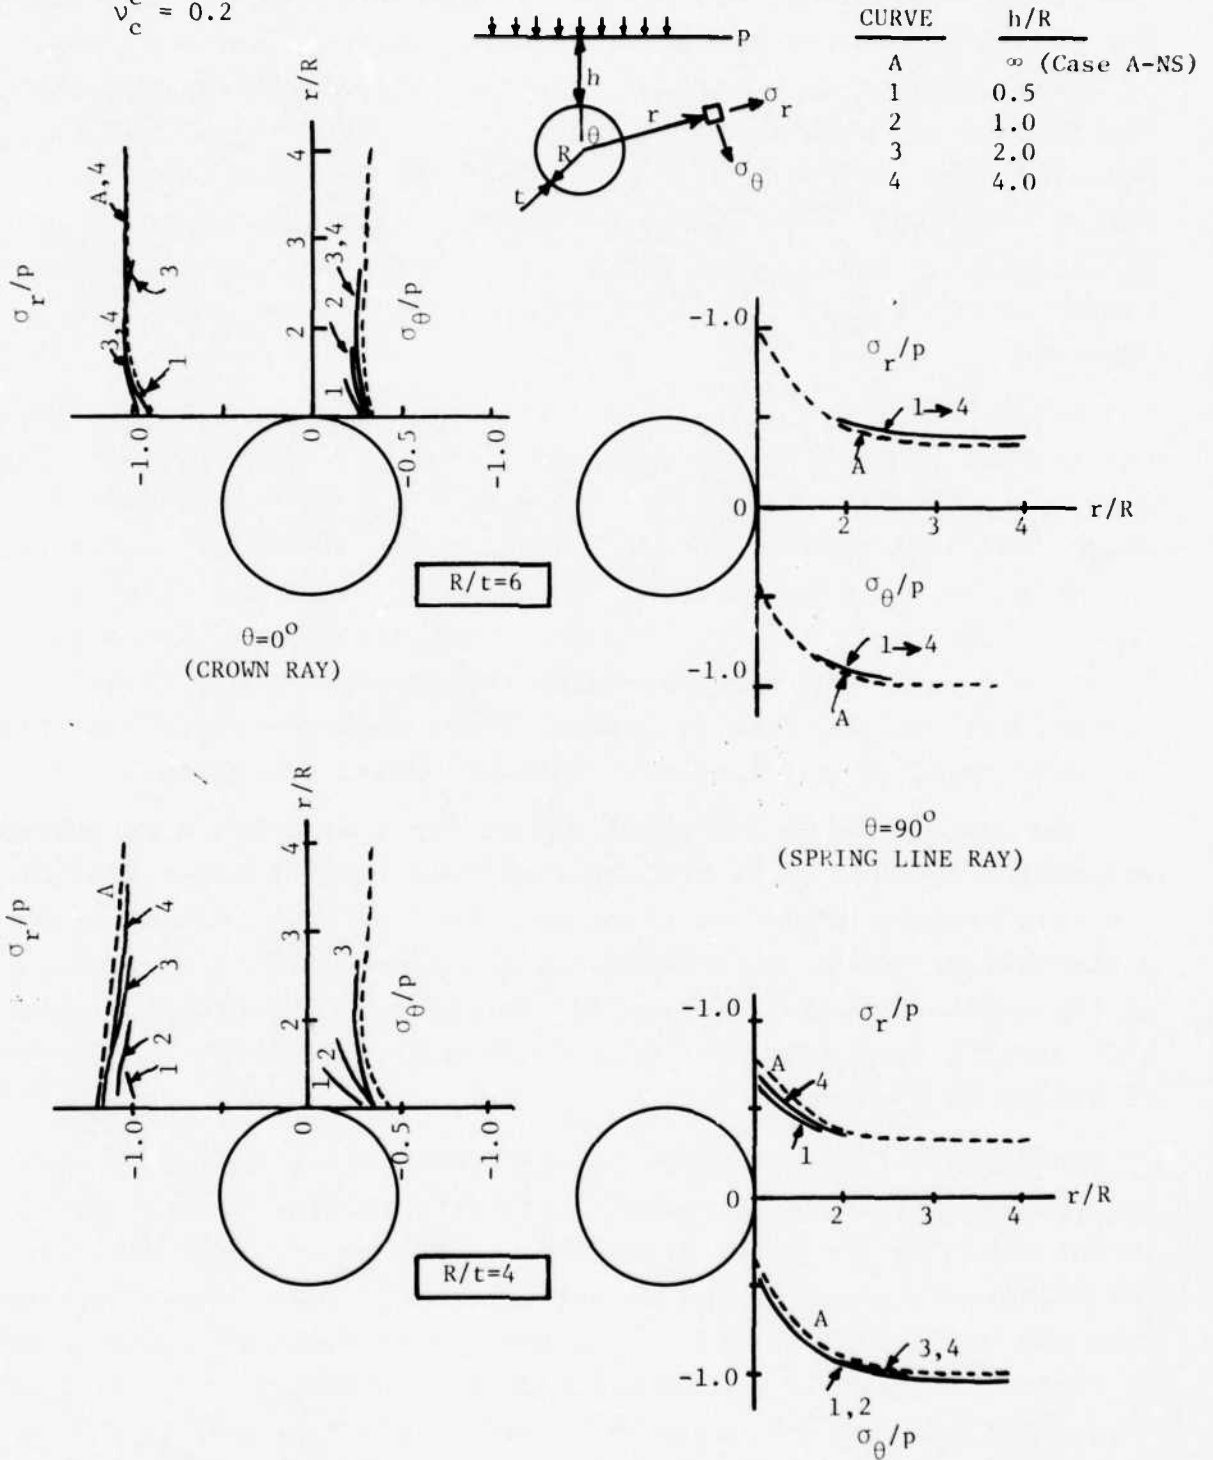 ν_c^c = 0.2
p
h
R
r
θ
t
σ_r
σ_θ
CURVE h/R
A ∞ (Case A-NS)
1 0.5
2 1.0
3 2.0
4 4.0
r/R
4
3
2
σ_r/p
A,4
3
3,4
1
3,4
2
1
σ_θ/p
-1.0
0
-0.5
-1.0
R/t=6
θ=0°
(CROWN RAY)
-1.0
σ_r/p
1→4
A
0
2
3
4
r/R
σ_θ/p
1→4
-1.0
A
θ=90°
(SPRING LINE RAY)
r/R
4
3
2
σ_r/p
A
4
3
2
1
3
2
1
σ_θ/p
-1.0
0
-0.5
-1.0
R/t=4
-1.0
σ_r/p
A
4
1
0
2
3
4
r/R
A
3,4
-1.0
1,2
σ_θ/p